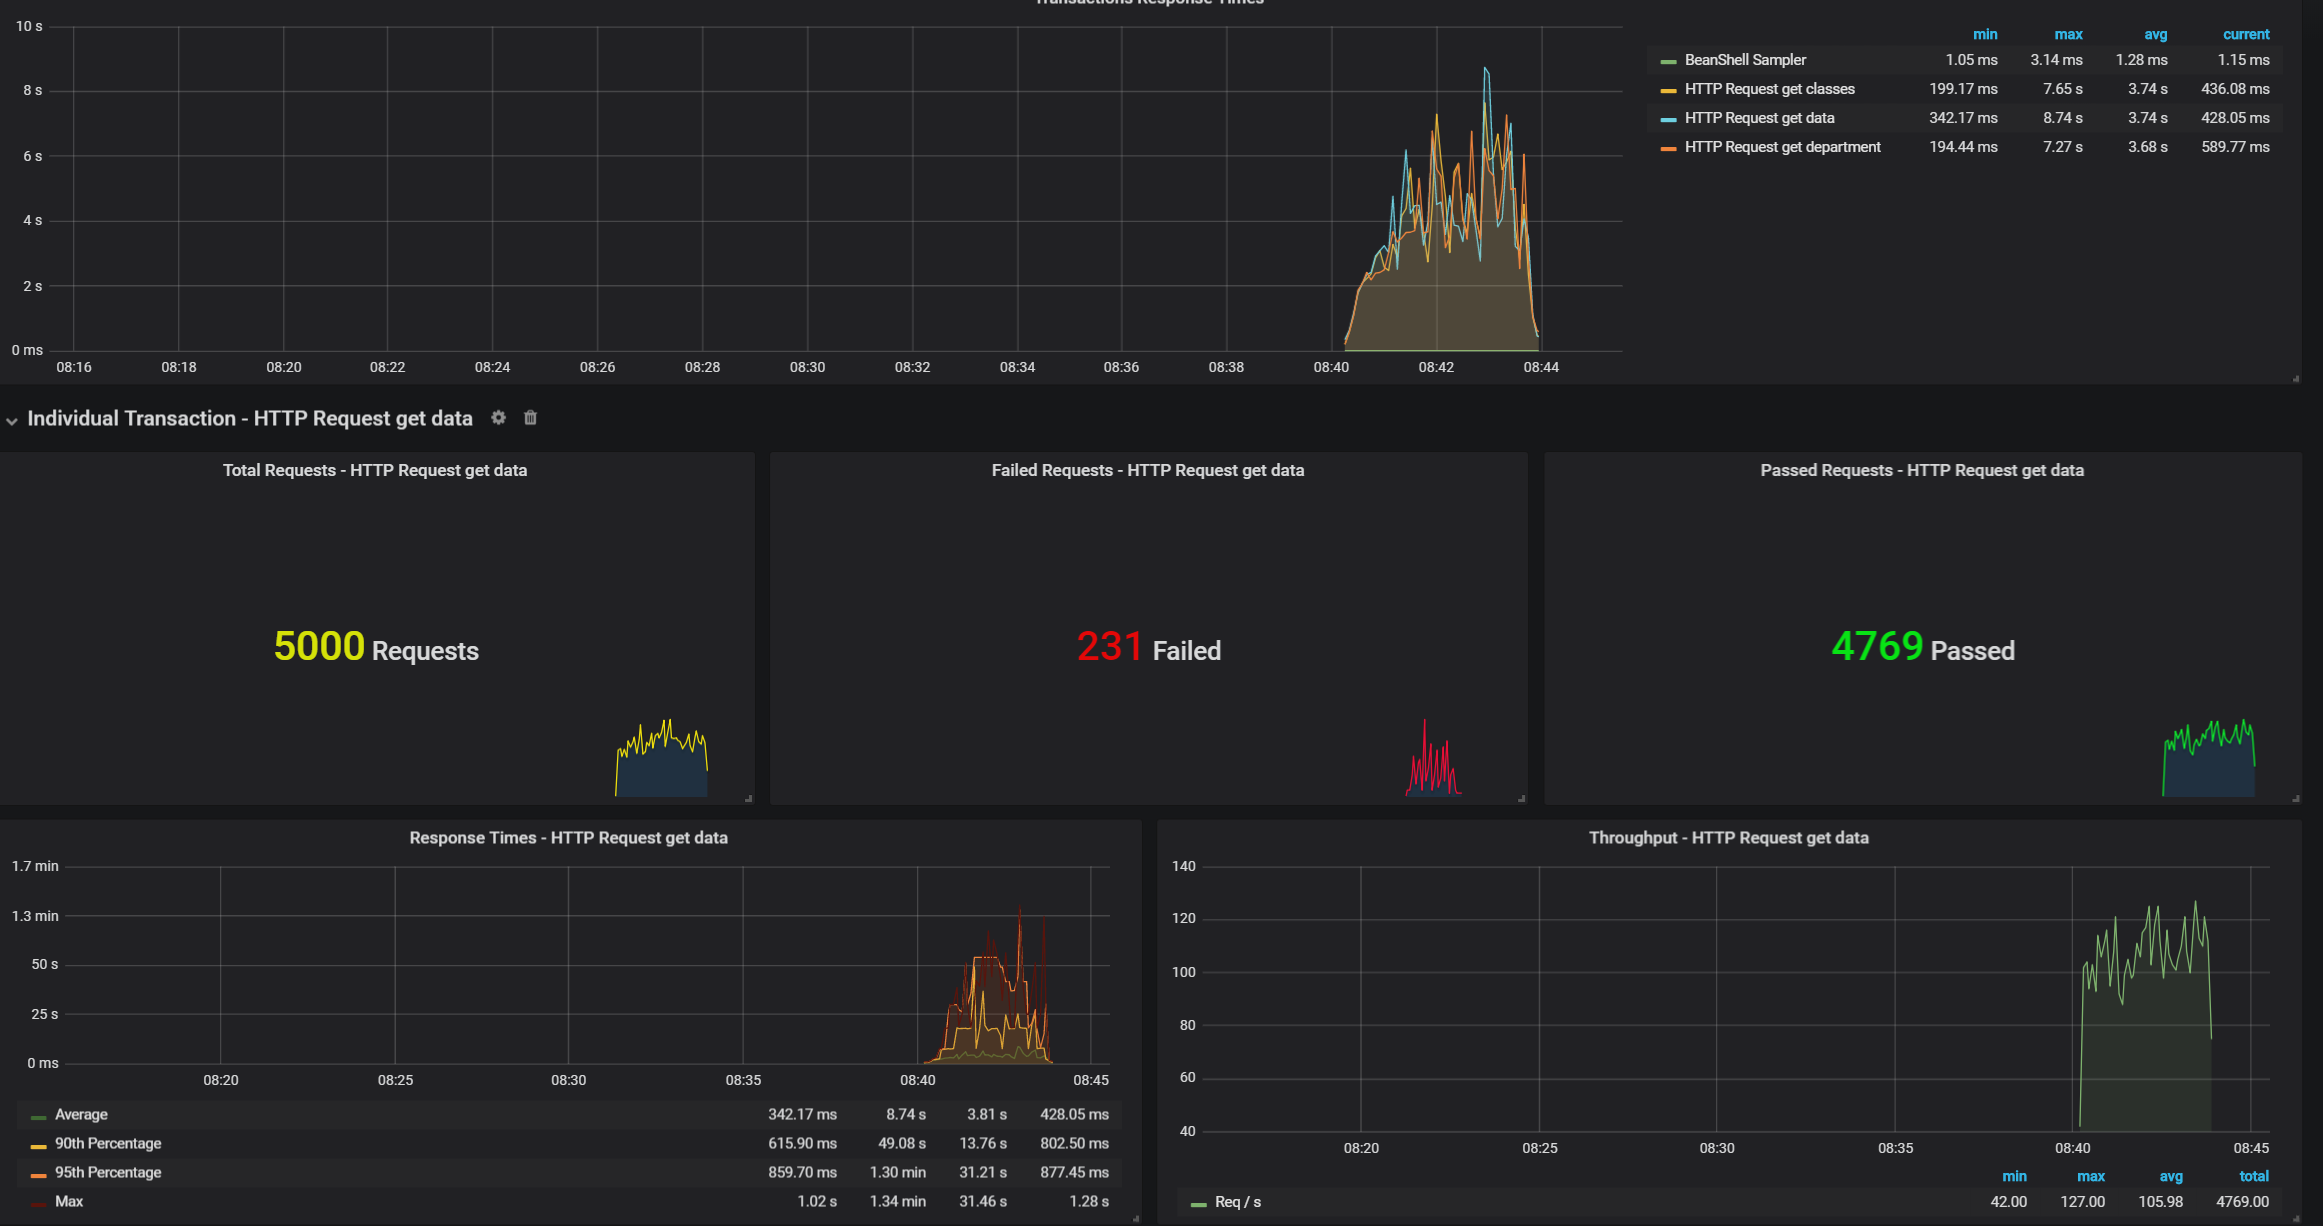 Transactions Response Times
10 s
8 s
6 s
4 s
2 s
0 ms
08:16 08:18 08:20 08:22 08:24 08:26 08:28 08:30 08:32 08:34 08:36 08:38 08:40 08:42 08:44
min max avg current
BeanShell Sampler 1.05 ms 3.14 ms 1.28 ms 1.15 ms
HTTP Request get classes 199.17 ms 7.65 s 3.74 s 436.08 ms
HTTP Request get data 342.17 ms 8.74 s 3.74 s 428.05 ms
HTTP Request get department 194.44 ms 7.27 s 3.68 s 589.77 ms
Individual Transaction - HTTP Request get data
Total Requests - HTTP Request get data
5000 Requests
Failed Requests - HTTP Request get data
231 Failed
Passed Requests - HTTP Request get data
4769 Passed
Response Times - HTTP Request get data
1.7 min
1.3 min
50 s
25 s
0 ms
08:20 08:25 08:30 08:35 08:40 08:45
Average 342.17 ms 8.74 s 3.81 s 428.05 ms
90th Percentage 615.90 ms 49.08 s 13.76 s 802.50 ms
95th Percentage 859.70 ms 1.30 min 31.21 s 877.45 ms
Max 1.02 s 1.34 min 31.46 s 1.28 s
Throughput - HTTP Request get data
140
120
100
80
60
40
08:20 08:25 08:30 08:35 08:40 08:45
min max avg total
Req / s 42.00 127.00 105.98 4769.00